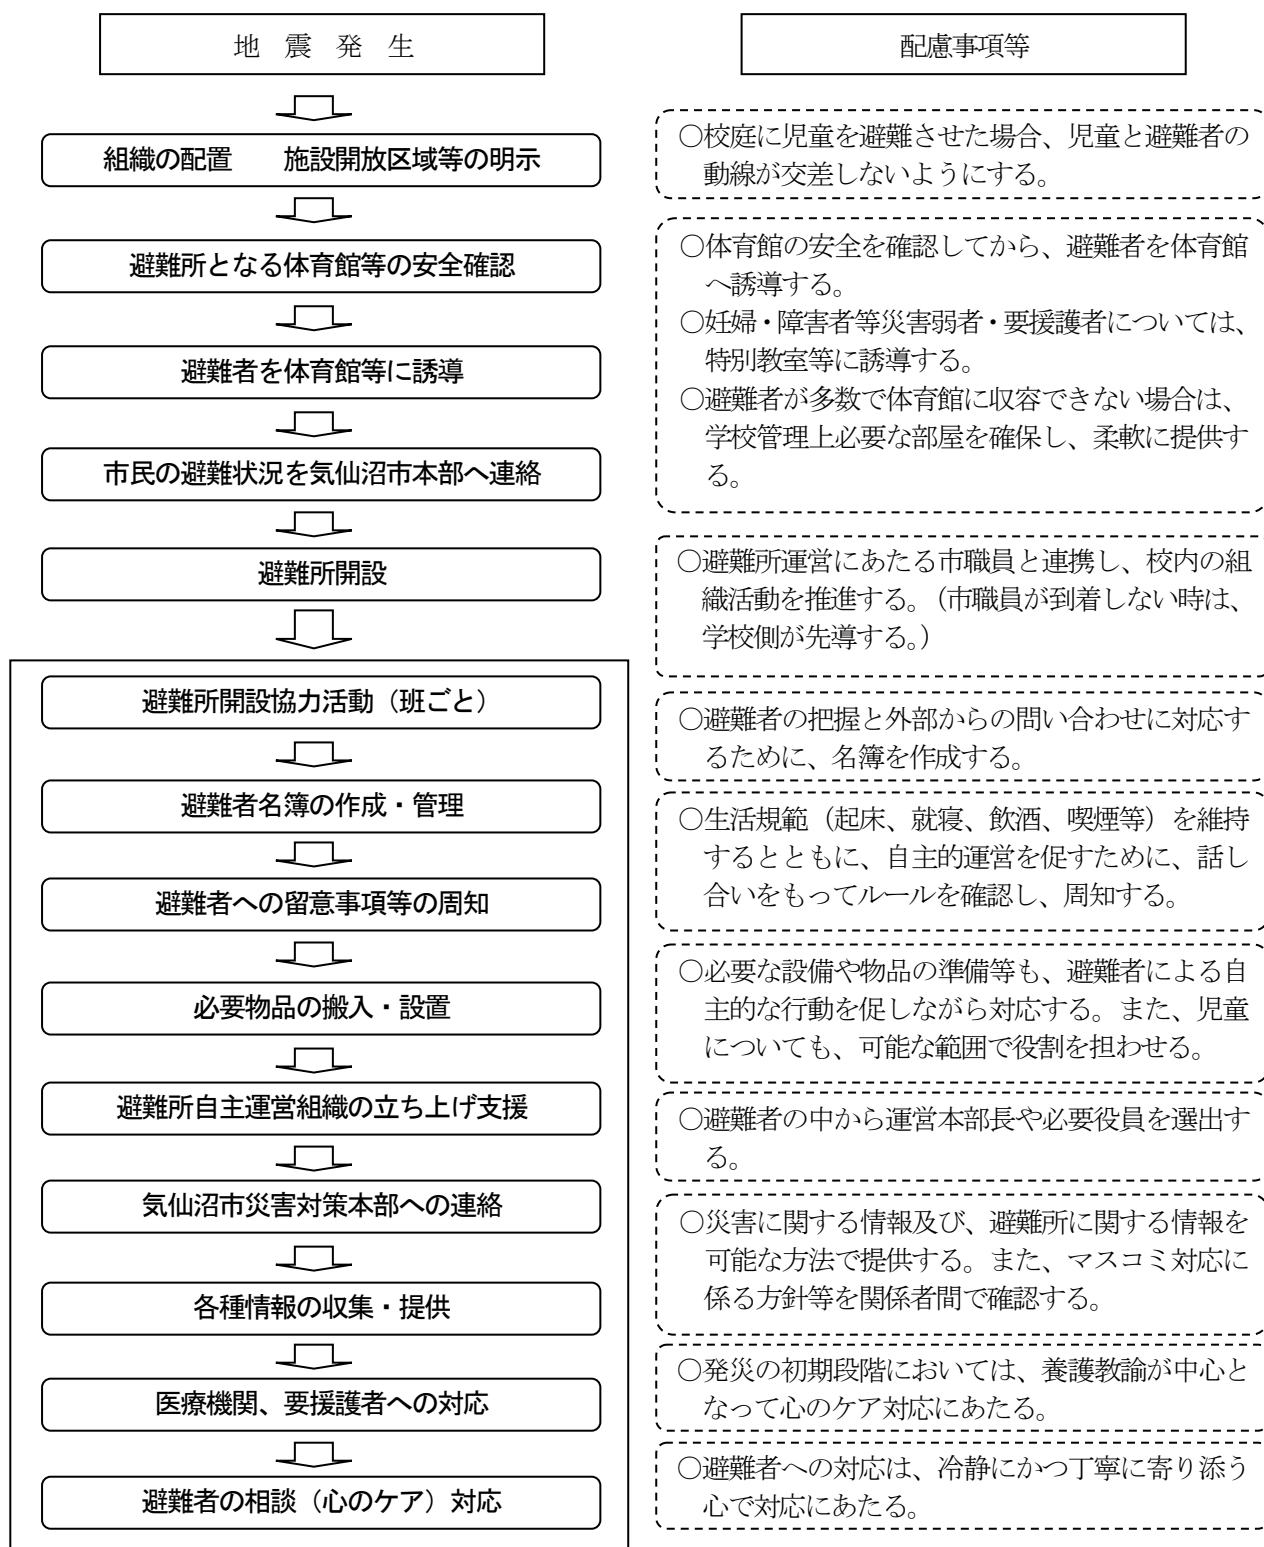 地 震 発 生
組織の配置　　施設開放区域等の明示
避難所となる体育館等の安全確認
避難者を体育館等に誘導
市民の避難状況を気仙沼市本部へ連絡
避難所開設
避難所開設協力活動（班ごと）
避難者名簿の作成・管理
避難者への留意事項等の周知
必要物品の搬入・設置
避難所自主運営組織の立ち上げ支援
気仙沼市災害対策本部への連絡
各種情報の収集・提供
医療機関、要援護者への対応
避難者の相談（心のケア）対応
配慮事項等
○校庭に児童を避難させた場合、児童と避難者の
動線が交差しないようにする。
○体育館の安全を確認してから、避難者を体育館
へ誘導する。
○妊婦・障害者等災害弱者・要援護者については、
特別教室等に誘導する。
○避難者が多数で体育館に収容できない場合は、
学校管理上必要な部屋を確保し、柔軟に提供す
る。
○避難所運営にあたる市職員と連携し、校内の組
織活動を推進する。（市職員が到着しない時は、
学校側が先導する。）
○避難者の把握と外部からの問い合わせに対応す
るために、名簿を作成する。
○生活規範（起床、就寝、飲酒、喫煙等）を維持
するとともに、自主的運営を促すために、話し
合いをもってルールを確認し、周知する。
○必要な設備や物品の準備等も、避難者による自
主的な行動を促しながら対応する。また、児童
についても、可能な範囲で役割を担わせる。
○避難者の中から運営本部長や必要役員を選出す
る。
○災害に関する情報及び、避難所に関する情報を
可能な方法で提供する。また、マスコミ対応に
係る方針等を関係者間で確認する。
○発災の初期段階においては、養護教諭が中心と
なって心のケア対応にあたる。
○避難者への対応は、冷静にかつ丁寧に寄り添う
心で対応にあたる。